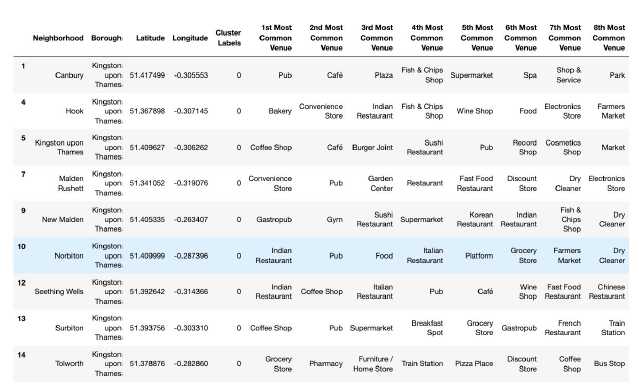 Neighborhood Borough Latitude Longitude Cluster Labels 1st Most Common Venue 2nd Most Common Venue 3rd Most Common Venue 4th Most Common Venue 5th Most Common Venue 6th Most Common Venue 7th Most Common Venue 8th Most Common Venue
1 Canbury Kingston upon Thames 51.417499 -0.305553 0 Pub Café Plaza Fish & Chips Shop Supermarket Spa Shop & Service Park
4 Hook Kingston upon Thames 51.367898 -0.307145 0 Bakery Convenience Store Indian Restaurant Fish & Chips Shop Wine Shop Food Electronics Store Farmers Market
5 Kingston upon Thames Kingston upon Thames 51.409627 -0.306262 0 Coffee Shop Café Burger Joint Sushi Restaurant Pub Record Shop Cosmetics Shop Market
7 Malden Rushett Kingston upon Thames 51.341052 -0.319076 0 Convenience Store Pub Garden Center Restaurant Fast Food Restaurant Discount Store Dry Cleaner Electronics Store
9 New Malden Kingston upon Thames 51.405335 -0.263407 0 Gastropub Gym Sushi Restaurant Supermarket Korean Restaurant Indian Restaurant Fish & Chips Shop Dry Cleaner
10 Norbiton Kingston upon Thames 51.409999 -0.287396 0 Indian Restaurant Pub Food Italian Restaurant Platform Grocery Store Farmers Market Dry Cleaner
12 Seething Wells Kingston upon Thames 51.392642 -0.314366 0 Indian Restaurant Coffee Shop Italian Restaurant Pub Café Wine Shop Fast Food Restaurant Chinese Restaurant
13 Surbiton Kingston upon Thames 51.393756 -0.303310 0 Coffee Shop Pub Supermarket Breakfast Spot Grocery Store Gastropub French Restaurant Train Station
14 Tolworth Kingston upon Thames 51.378876 -0.282860 0 Grocery Store Pharmacy Furniture / Home Store Train Station Pizza Place Discount Store Coffee Shop Bus Stop